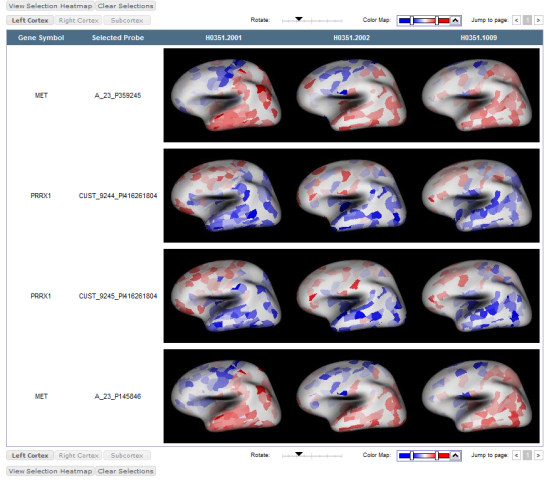 View Selection Heatmap Clear Selections
Left Cortex Right Cortex Subcortex Rotate: Color Map: Jump to page: < 1 >
Gene Symbol Selected Probe H0351.2001 H0351.2002 H0351.1009
MET A_23_P359245
PRRX1 CUST_9244_PI416261804
PRRX1 CUST_9245_PI416261804
MET A_23_P145846
Left Cortex Right Cortex Subcortex Rotate: Color Map: Jump to page: < 1 >
View Selection Heatmap Clear Selections